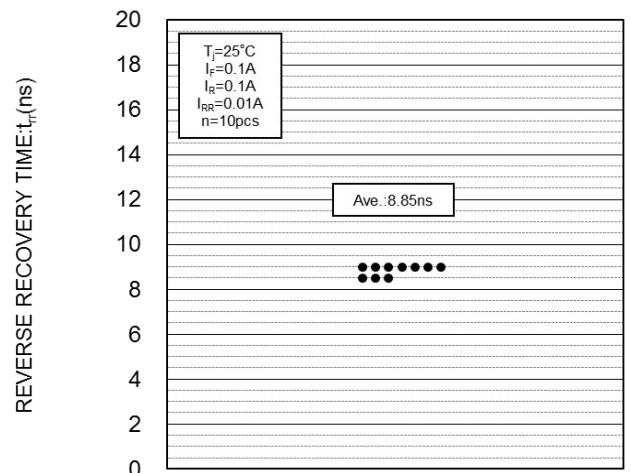 REVERSE RECOVERY TIME:trr(ns)
20
18
16
14
12
10
8
6
4
2
0
Tj=25°C
IF=0.1A
IR=0.1A
IRR=0.01A
n=10pcs
Ave.:8.85ns